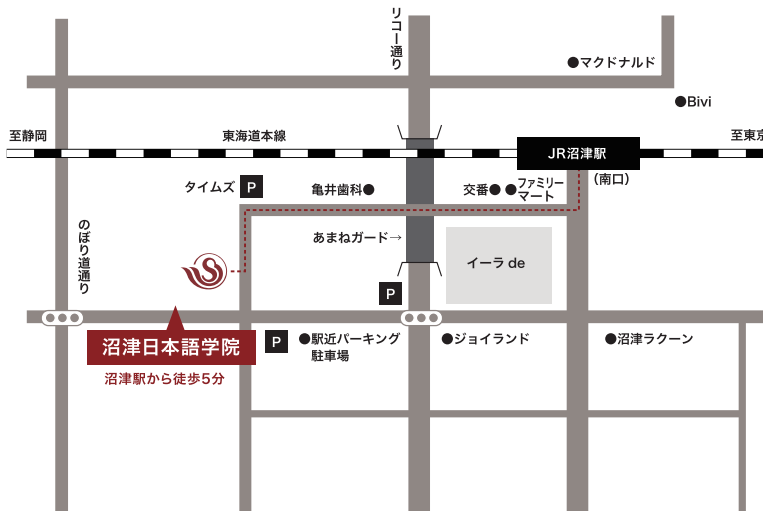 リコー通り
●マクドナルド
●Bivi
至静岡
東海道本線
JR沼津駅
至東京
(南口)
タイムズ
P
亀井歯科●
交番●
●ファミリー
マート
のぼり道通り
あまねガード→
イーラ de
P
沼津日本語学院
沼津駅から徒歩5分
P
●駅近パーキング
駐車場
●ジョイランド
●沼津ラクーン